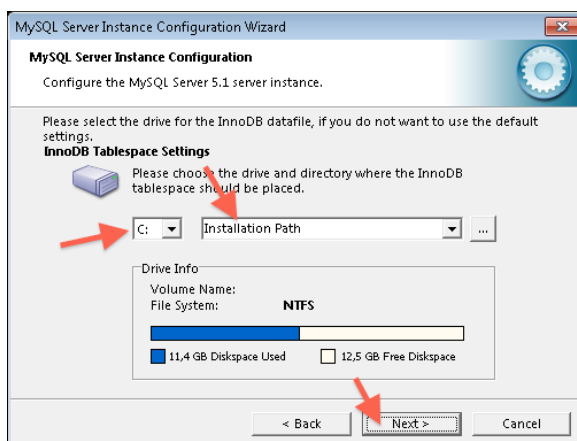 MySQL Server Instance Configuration Wizard
MySQL Server Instance Configuration
Configure the MySQL Server 5.1 server instance.
Please select the drive for the InnoDB datafile, if you do not want to use the default
settings.
InnoDB Tablespace Settings
Please choose the drive and directory where the InnoDB
tablespace should be placed.
C: Installation Path ...
Drive Info
Volume Name:
File System: NTFS
11,4 GB Diskspace Used 12,5 GB Free Diskspace
< Back Next > Cancel